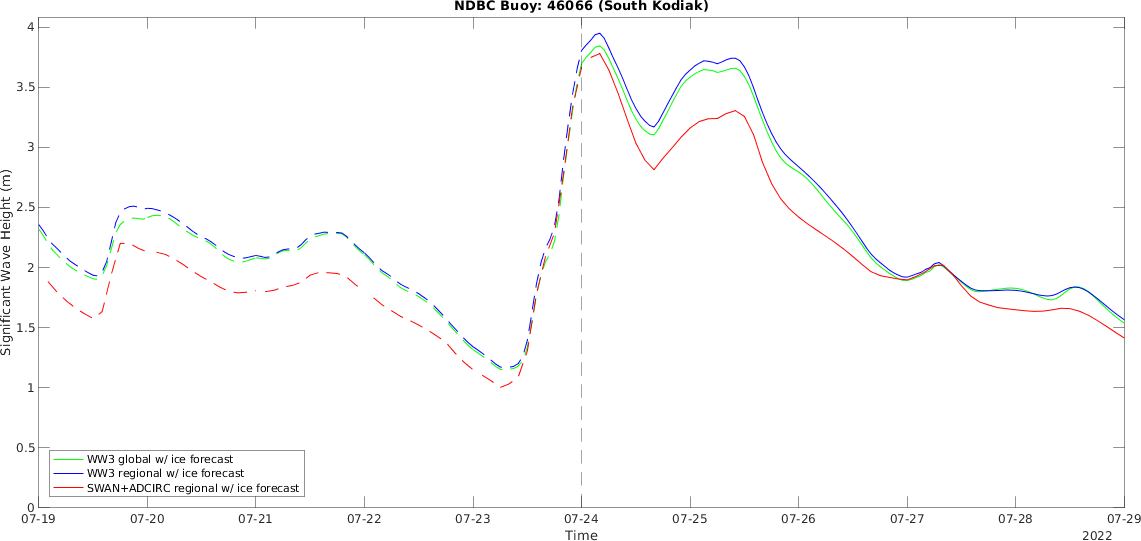 NDBC Buoy: 46066 (South Kodiak)
Significant Wave Height (m)
4
3.5
3
2.5
2
1.5
1
0.5
0
WW3 global w/ ice forecast
WW3 regional w/ ice forecast
SWAN+ADCIRC regional w/ ice forecast
07-19 07-20 07-21 07-22 07-23 07-24 07-25 07-26 07-27 07-28 07-29
Time
2022